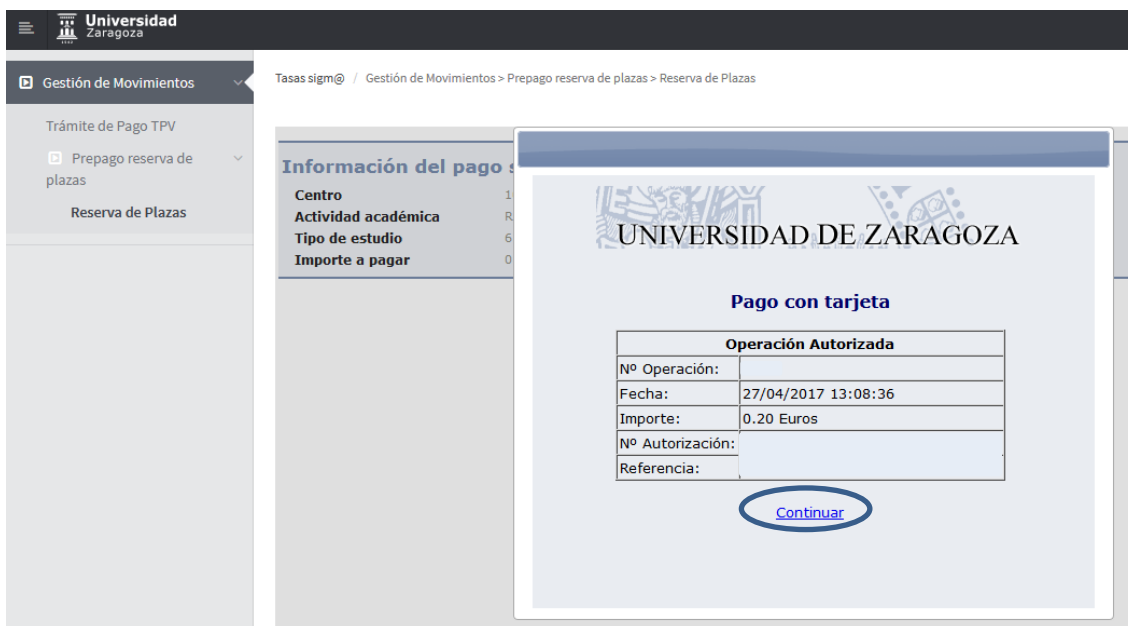 Universidad
Zaragoza
Gestión de Movimientos
Trámite de Pago TPV
Prepago reserva de
plazas
Reserva de Plazas
Tasas sigm@ / Gestión de Movimientos > Prepago reserva de plazas > Reserva de Plazas
Información del pago
Centro
Actividad académica
Tipo de estudio
Importe a pagar
UNIVERSIDAD DE ZARAGOZA
Pago con tarjeta
Operación Autorizada
Nº Operación:
Fecha: 27/04/2017 13:08:36
Importe: 0.20 Euros
Nº Autorización:
Referencia:
Continuar